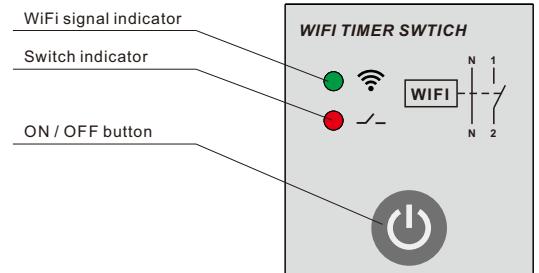 WiFi signal indicator
Switch indicator
ON / OFF button
WIFI TIMER SWTICH
N 1
WIFI
N 2